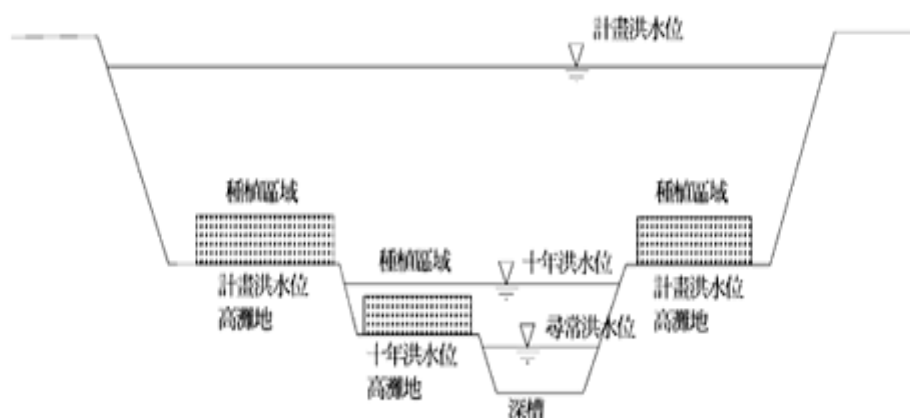 計畫洪水位
種植區域
種植區域
種植區域
十年洪水位
計畫洪水位
高灘地
計畫洪水位
高灘地
尋常洪水位
十年洪水位
高灘地
深槽